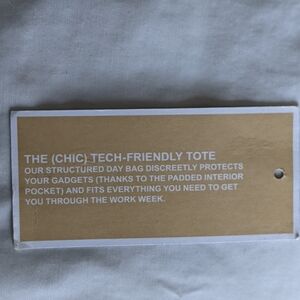 THE (CHIC) TECH-FRIENDLY TOTE
OUR STRUCTURED DAY BAG DISCREETLY PROTECTS
YOUR GADGETS (THANKS TO THE PADDED INTERIOR
POCKET) AND FITS EVERYTHING YOU NEED TO GET
YOU THROUGH THE WORK WEEK.